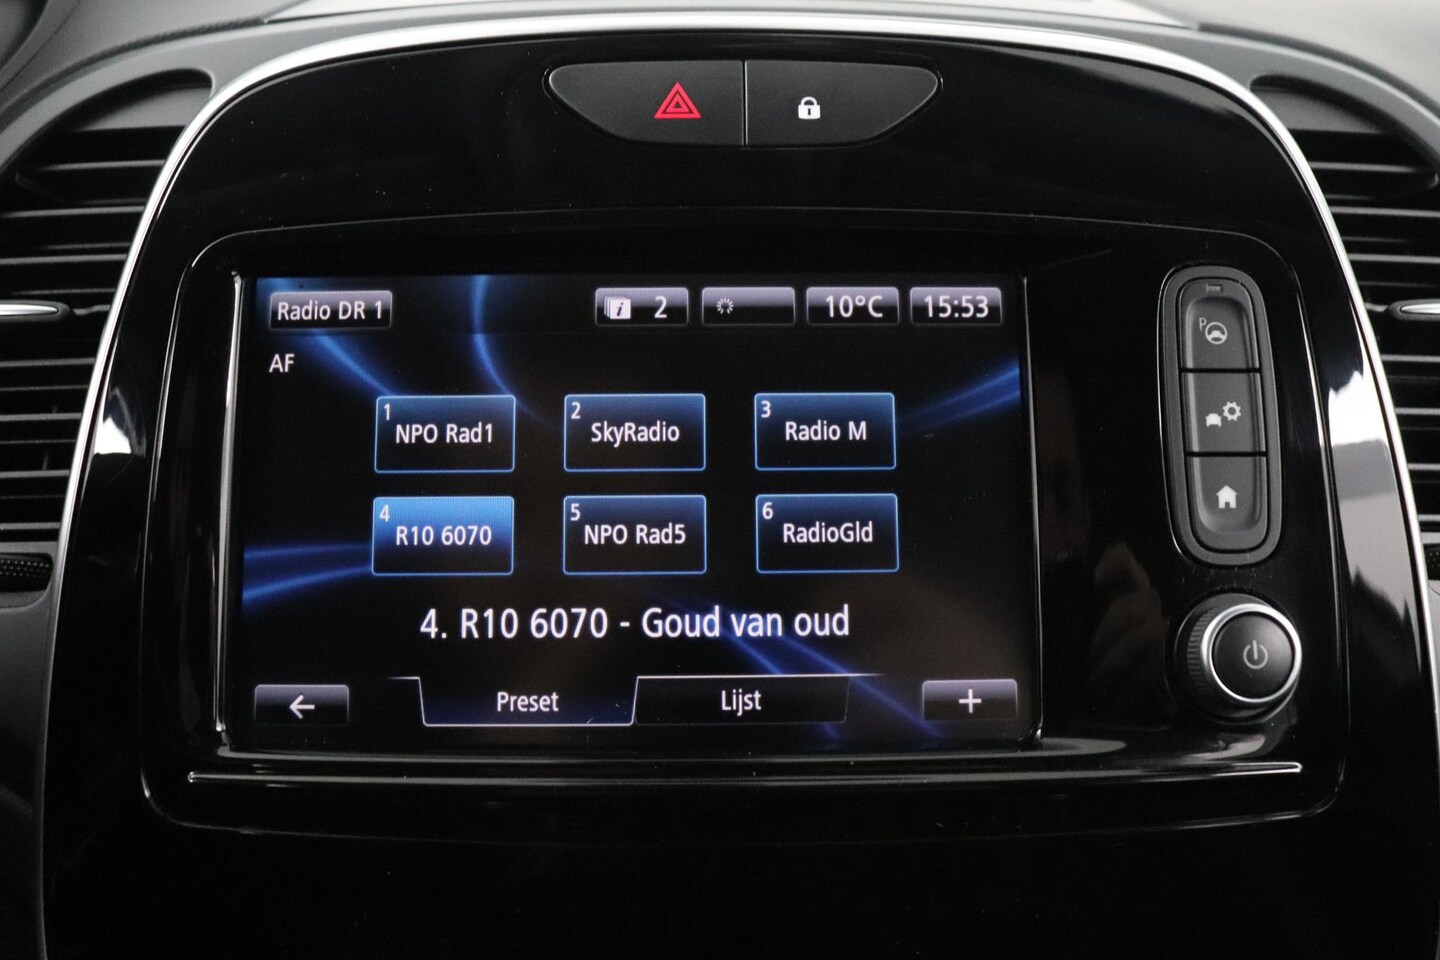 Radio DR 1
i 2
10°C
15:53
AF
1 NPO Rad1
2 SkyRadio
3 Radio M
4 R10 6070
5 NPO Rad5
6 RadioGld
4. R10 6070 - Goud van oud
Preset
Lijst
+
P